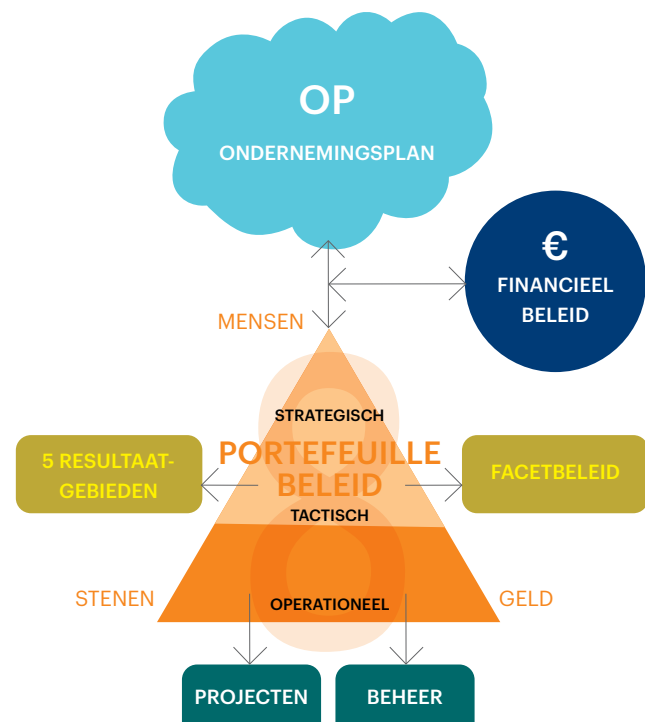 OP
ONDERNEMINGSPLAN
€
FINANCIEEL
BELEID
MENSEN
STRATEGISCH
PORTEFEUILLE
BELEID
TACTISCH
5 RESULTAAT-
GEBIEDEN
FACETBELEID
STENEN
OPERATIONEEL
GELD
PROJECTEN
BEHEER